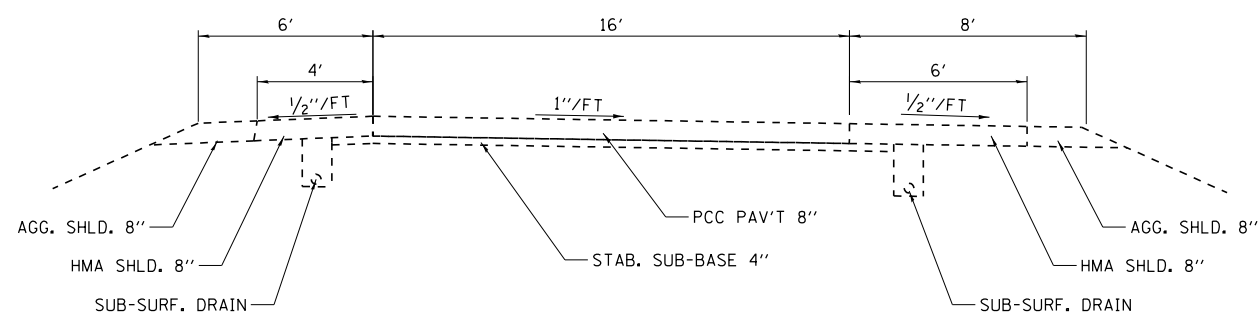 6'
16'
8'
4'
6'
1/2''/FT
1''/FT
1/2''/FT
AGG. SHLD. 8''
PCC PAV'T 8''
AGG. SHLD. 8''
HMA SHLD. 8''
STAB. SUB-BASE 4''
HMA SHLD. 8''
SUB-SURF. DRAIN
SUB-SURF. DRAIN